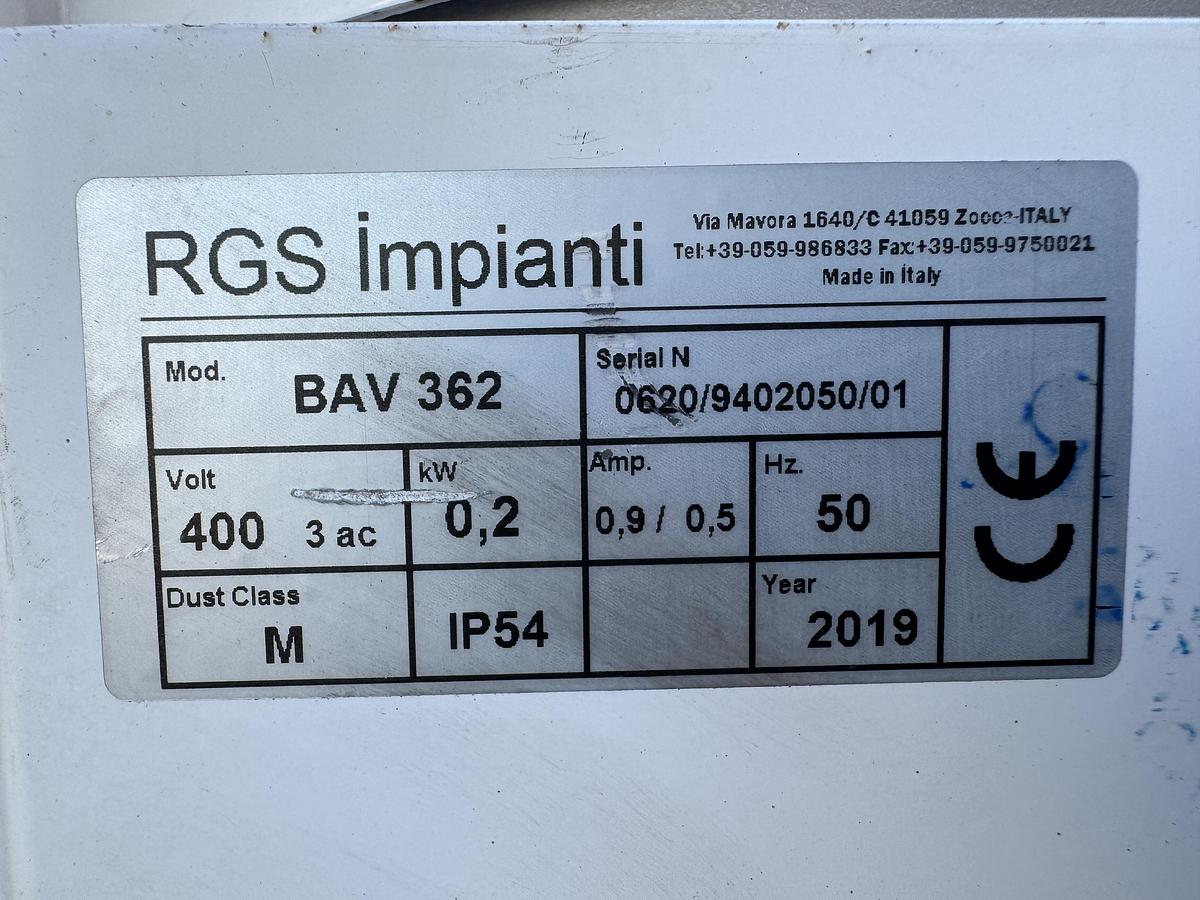 RGS İmpianti
Via Mavora 1640/C 41059 Zocca-ITALY
Tel:+39-059-986833 Fax:+39-059-9750021
Made in İtaly
Mod.
BAV 362
Serial N
0620/9402050/01
Volt
400 3 ac
kW
0,2
Amp.
0,9 / 0,5
Hz.
50
Dust Class
M
IP54
Year
2019
CE